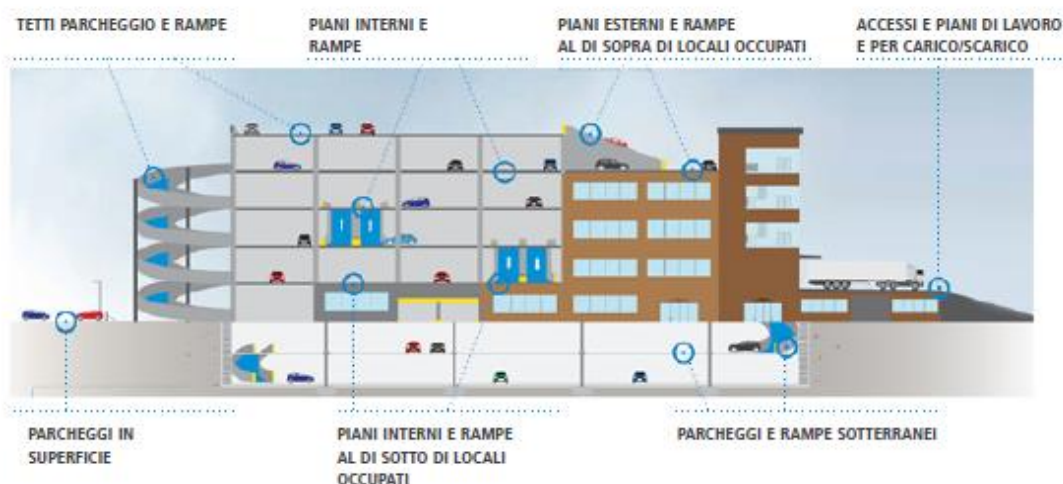 TETTI PARCHEGGIO E RAMPE
PIANI INTERNI E
RAMPE
PIANI ESTERNI E RAMPE
AL DI SOPRA DI LOCALI OCCUPATI
ACCESSI E PIANI DI LAVORO
E PER CARICO/SCARICO
PARCHEGGI IN
SUPERFICIE
PIANI INTERNI E RAMPE
AL DI SOTTO DI LOCALI
OCCUPATI
PARCHEGGI E RAMPE SOTTERRANEI